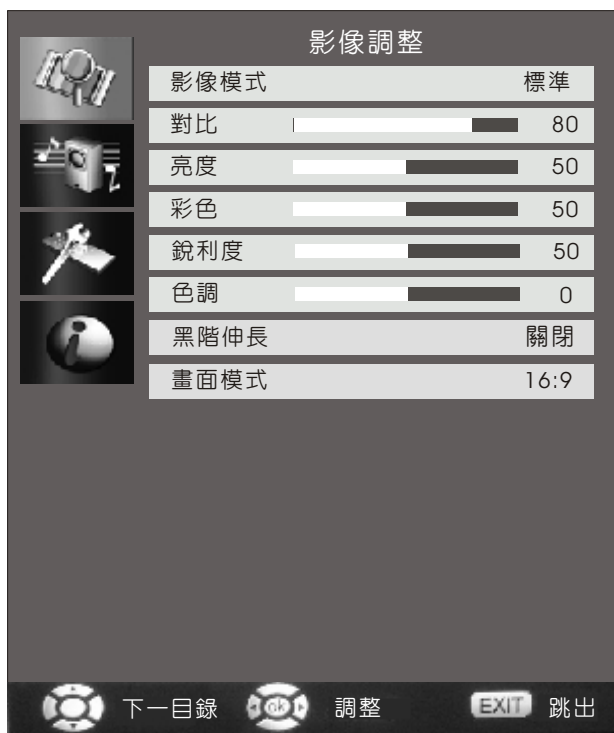 影像調整
影像模式 標準
對比 80
亮度 50
彩色 50
銳利度 50
色調 0
黑階伸長 關閉
畫面模式 16:9
下一目錄 ok 調整 EXIT 跳出